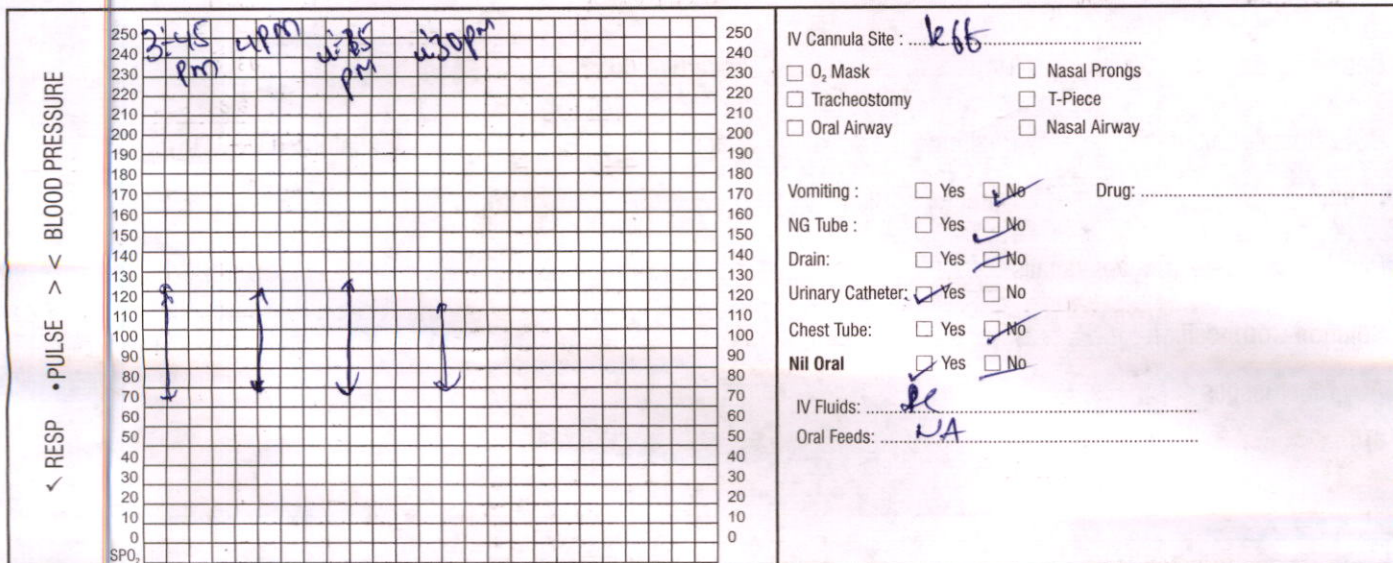 < RESP • PULSE > < BLOOD PRESSURE
3:45 pm
4 pm
PM
4:30 pm
250 250
240 240
230 230
220 220
210 210
200 200
190 190
180 180
170 170
160 160
150 150
140 140
130 130
120 120
110 110
100 100
90 90
80 80
70 70
60 60
50 50
40 40
30 30
20 20
10 10
0 0
SPO₂
IV Cannula Site : left
O₂ Mask Nasal Prongs
Tracheostomy T-Piece
Oral Airway Nasal Airway
Vomiting : Yes No Drug:
NG Tube : Yes No
Drain: Yes No
Urinary Catheter: Yes No
Chest Tube: Yes No
Nil Oral Yes No
IV Fluids:
Oral Feeds: NA